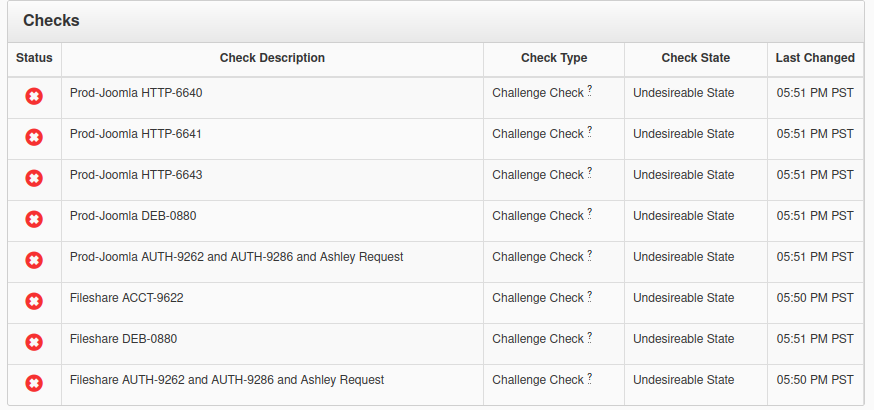 Checks
Status Check Description Check Type Check State Last Changed
Prod-Joomla HTTP-6640 Challenge Check ? Undesireable State 05:51 PM PST
Prod-Joomla HTTP-6641 Challenge Check ? Undesireable State 05:51 PM PST
Prod-Joomla HTTP-6643 Challenge Check ? Undesireable State 05:51 PM PST
Prod-Joomla DEB-0880 Challenge Check ? Undesireable State 05:51 PM PST
Prod-Joomla AUTH-9262 and AUTH-9286 and Ashley Request Challenge Check ? Undesireable State 05:51 PM PST
Fileshare ACCT-9622 Challenge Check ? Undesireable State 05:50 PM PST
Fileshare DEB-0880 Challenge Check ? Undesireable State 05:51 PM PST
Fileshare AUTH-9262 and AUTH-9286 and Ashley Request Challenge Check ? Undesireable State 05:50 PM PST